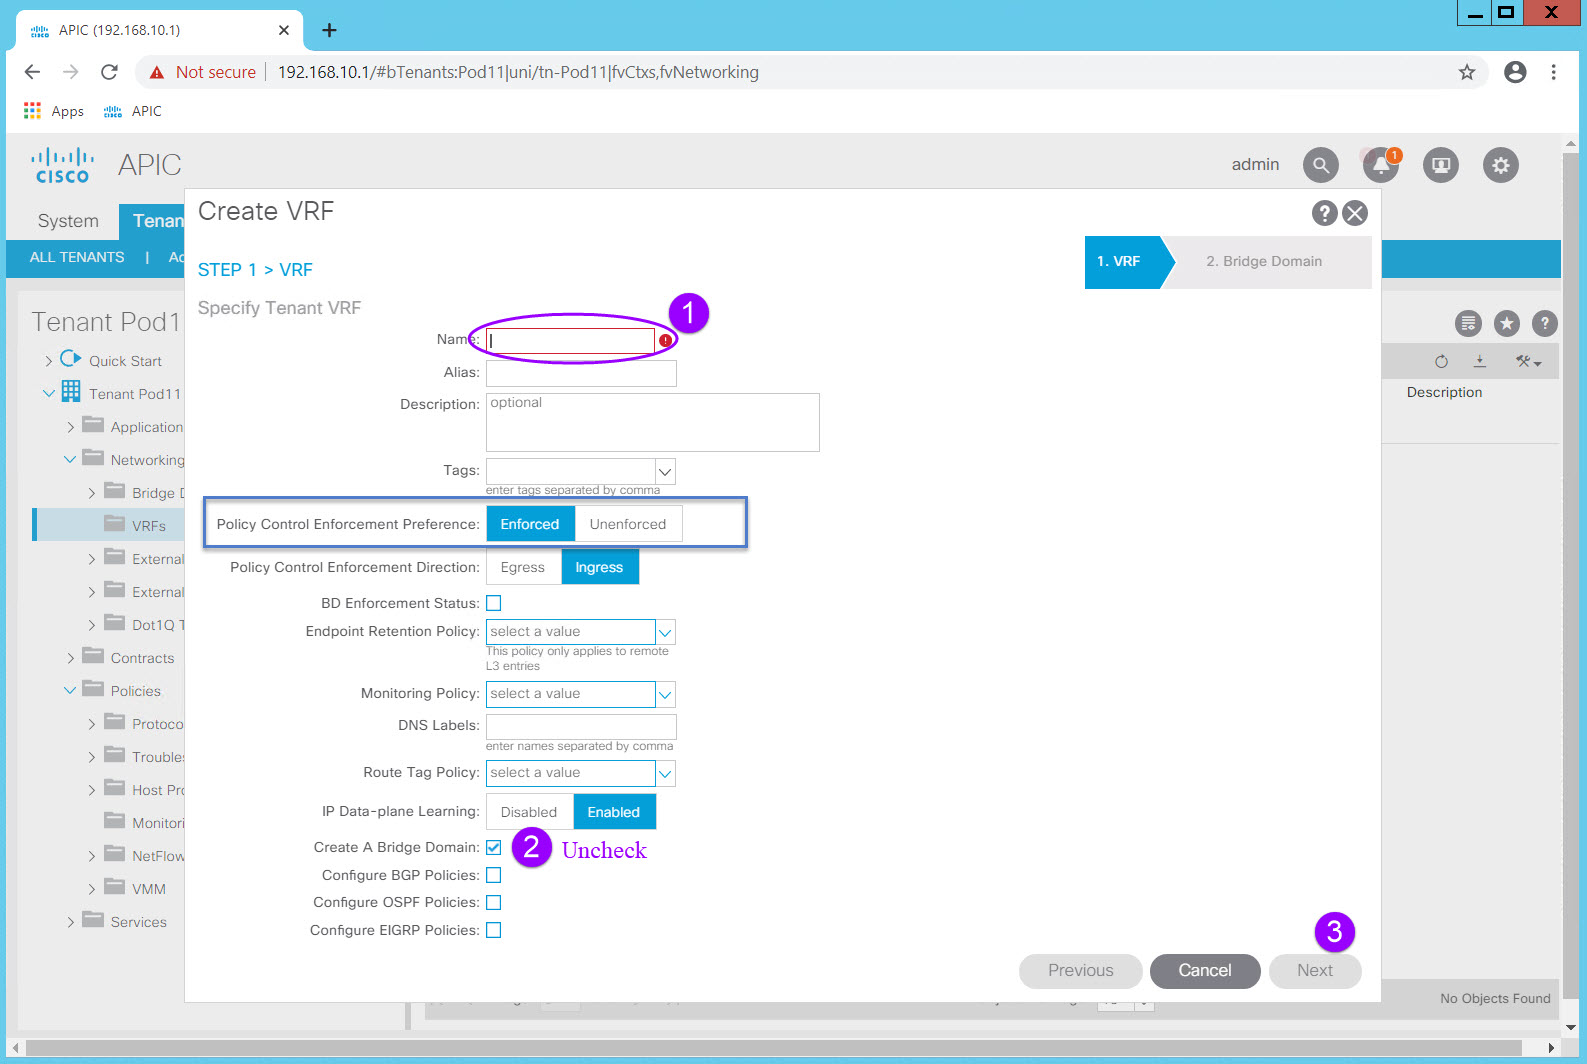 APIC (192.168.10.1)
Not secure
192.168.10.1/#bTenants:Pod11|uni/tn-Pod11|fvCtxs,fvNetworking
Apps
APIC
CISCO
APIC
admin
1
System
Tenan
ALL TENANTS
|
Ad
Create VRF
STEP 1 > VRF
1. VRF
2. Bridge Domain
Specify Tenant VRF
1
Name:
Alias:
Description:
optional
Tags:
enter tags separated by comma
Policy Control Enforcement Preference:
Enforced
Unenforced
Policy Control Enforcement Direction:
Egress
Ingress
BD Enforcement Status:
Endpoint Retention Policy:
select a value
This policy only applies to remote
L3 entries
Monitoring Policy:
select a value
DNS Labels:
enter names separated by comma
Route Tag Policy:
select a value
IP Data-plane Learning:
Disabled
Enabled
Create A Bridge Domain:
2
Uncheck
Configure BGP Policies:
Configure OSPF Policies:
Configure EIGRP Policies:
3
Previous
Cancel
Next
Tenant Pod1
Quick Start
Tenant Pod11
Application
Networking
Bridge D
VRFs
External
External
Dot1Q T
Contracts
Policies
Protoco
Troubles
Host Pro
Monitori
NetFlow
VMM
Services
Description
No Objects Found